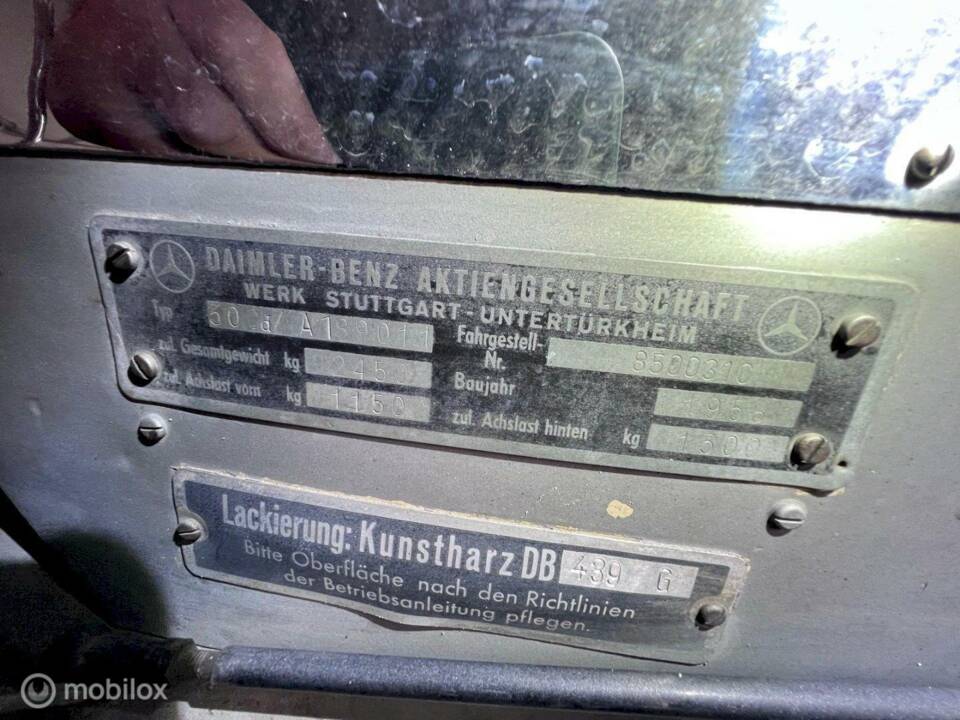 DAIMLER-BENZ AKTIENGESELLSCHAFT
WERK STUTTGART-UNTERTÜRKHEIM
Typ
Fahrgestell-Nr. 8500310
zul. Gesamtgewicht kg
Baujahr
zul. Achslast vorn kg 1150
zul. Achslast hinten kg 1300
Lackierung: Kunstharz DB 439 G
Bitte Oberfläche nach den Richtlinien
der Betriebsanleitung pflegen.
mobilox